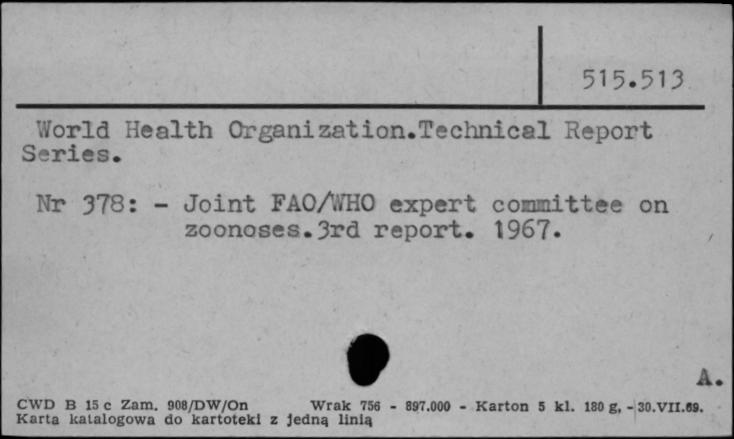 515.513
World Health Organization.Technical Report
Series.
Nr 378: - Joint FAO/WHO expert committee on
zoonoses.3rd report. 1967.
A.
CWD B 15 c Zam. 908/DW/On Wrak 756 - 897.000 - Karton 5 kl. 180 g, - 30.VII.69.
Karta katalogowa do kartoteki z jedną linią